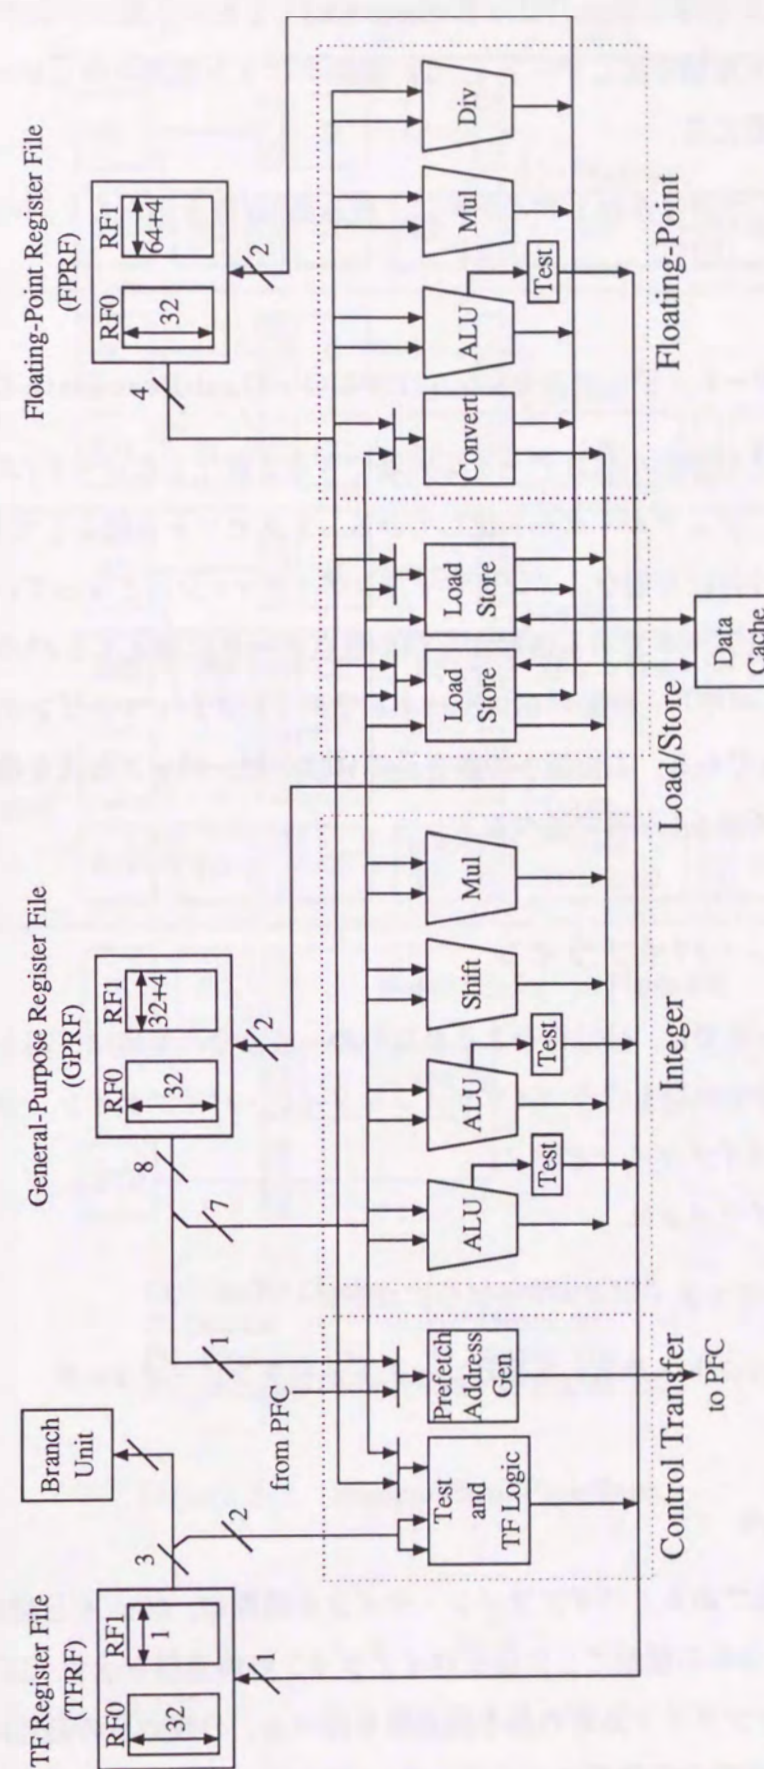 TF Register File
(TFRF)
RF0
RF1
32
1
3
2
1
Branch
Unit
from PFC
Test
and
TF Logic
Prefetch
Address
Gen
to PFC
Control Transfer
General-Purpose Register File
(GPRF)
RF0
RF1
32
32+4
8
7
1
2
ALU
Test
ALU
Test
Shift
Mul
Integer
Load
Store
Load
Store
Load/Store
Data
Cache
Floating-Point Register File
(FPRF)
RF0
RF1
32
64+4
4
2
Convert
ALU
Test
Mul
Div
Floating-Point